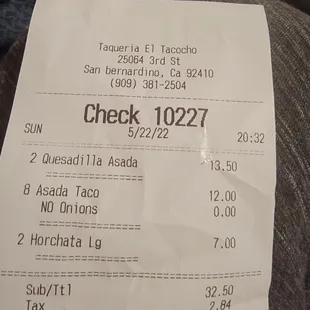 Taqueria El Tacocho
25064 3rd St
San bernardino, Ca 92410
(909) 381-2504
Check 10227
SUN 5/22/22 20:32
2 Quesadilla Asada 13.50
8 Asada Taco 12.00
NO Onions 0.00
2 Horchata Lg 7.00
Sub/Ttl 32.50
Tax 2.84